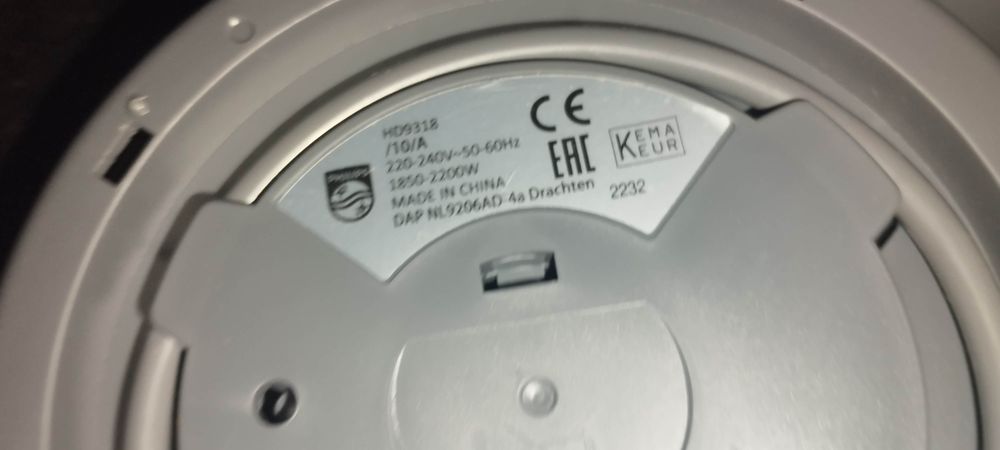 HD9318
/10/A
220-240V~50-60Hz
1850-2200W
MADE IN CHINA
DAP NL9206AD-4a Drachten
PHILIPS
CE
EAC
KEMA
KEUR
2232